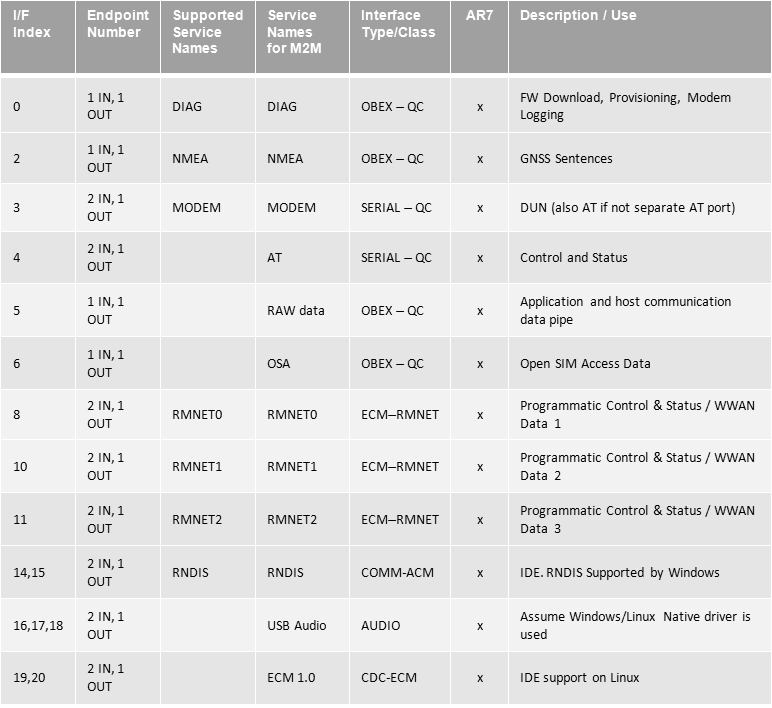 I/F Index | Endpoint Number | Supported Service Names | Service Names for M2M | Interface Type/Class | AR7 | Description / Use
0 | 1 IN, 1 OUT | DIAG | DIAG | OBEX – QC | x | FW Download, Provisioning, Modem Logging
2 | 1 IN, 1 OUT | NMEA | NMEA | OBEX – QC | x | GNSS Sentences
3 | 2 IN, 1 OUT | MODEM | MODEM | SERIAL – QC | x | DUN (also AT if not separate AT port)
4 | 2 IN, 1 OUT | | AT | SERIAL – QC | x | Control and Status
5 | 1 IN, 1 OUT | | RAW data | OBEX – QC | x | Application and host communication data pipe
6 | 1 IN, 1 OUT | | OSA | OBEX – QC | x | Open SIM Access Data
8 | 2 IN, 1 OUT | RMNET0 | RMNET0 | ECM–RMNET | x | Programmatic Control & Status / WWAN Data 1
10 | 2 IN, 1 OUT | RMNET1 | RMNET1 | ECM–RMNET | x | Programmatic Control & Status / WWAN Data 2
11 | 2 IN, 1 OUT | RMNET2 | RMNET2 | ECM–RMNET | x | Programmatic Control & Status / WWAN Data 3
14,15 | 2 IN, 1 OUT | RNDIS | RNDIS | COMM-ACM | x | IDE. RNDIS Supported by Windows
16,17,18 | 2 IN, 1 OUT | | USB Audio | AUDIO | x | Assume Windows/Linux Native driver is used
19,20 | 2 IN, 1 OUT | | ECM 1.0 | CDC-ECM | x | IDE support on Linux